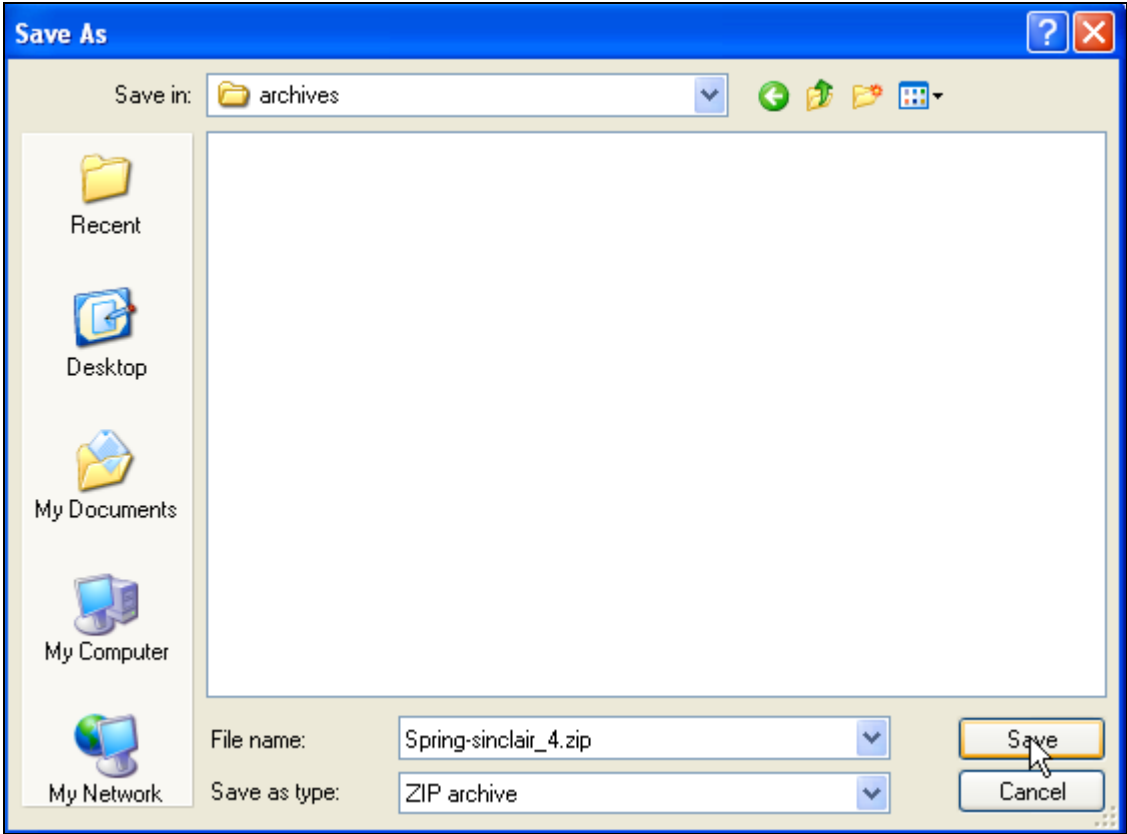 Save As
Save in: archives
Recent
Desktop
My Documents
My Computer
My Network
File name: Spring-sinclair_4.zip Save
Save as type: ZIP archive Cancel